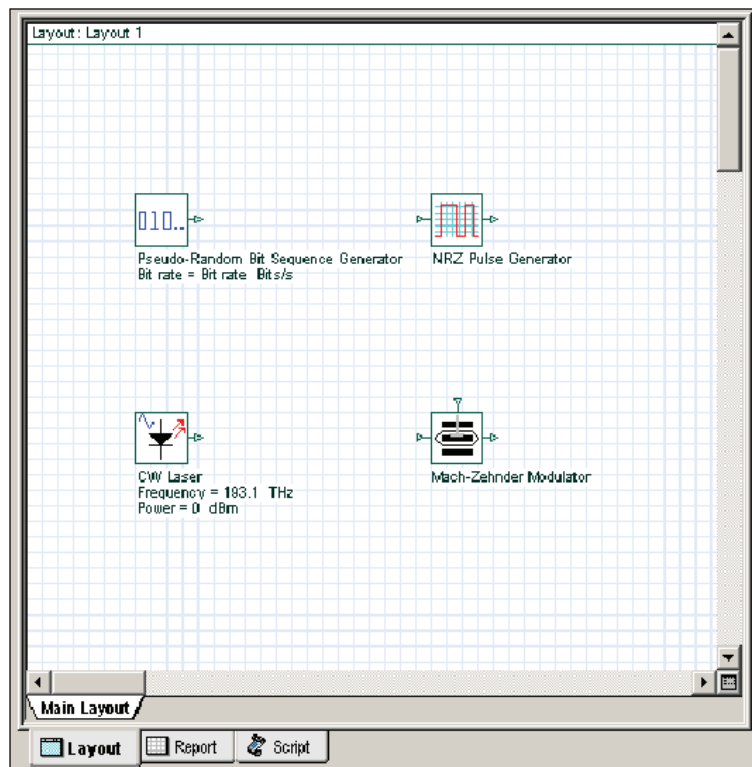 Layout: Layout 1
010..
Pseudo-Random Bit Sequence Generator
Bit rate = Bit rate Bits/s
NRZ Pulse Generator
CW Laser
Frequency = 193.1 THz
Power = 0 dBm
Mach-Zehnder Modulator
Main Layout
Layout
Report
Script